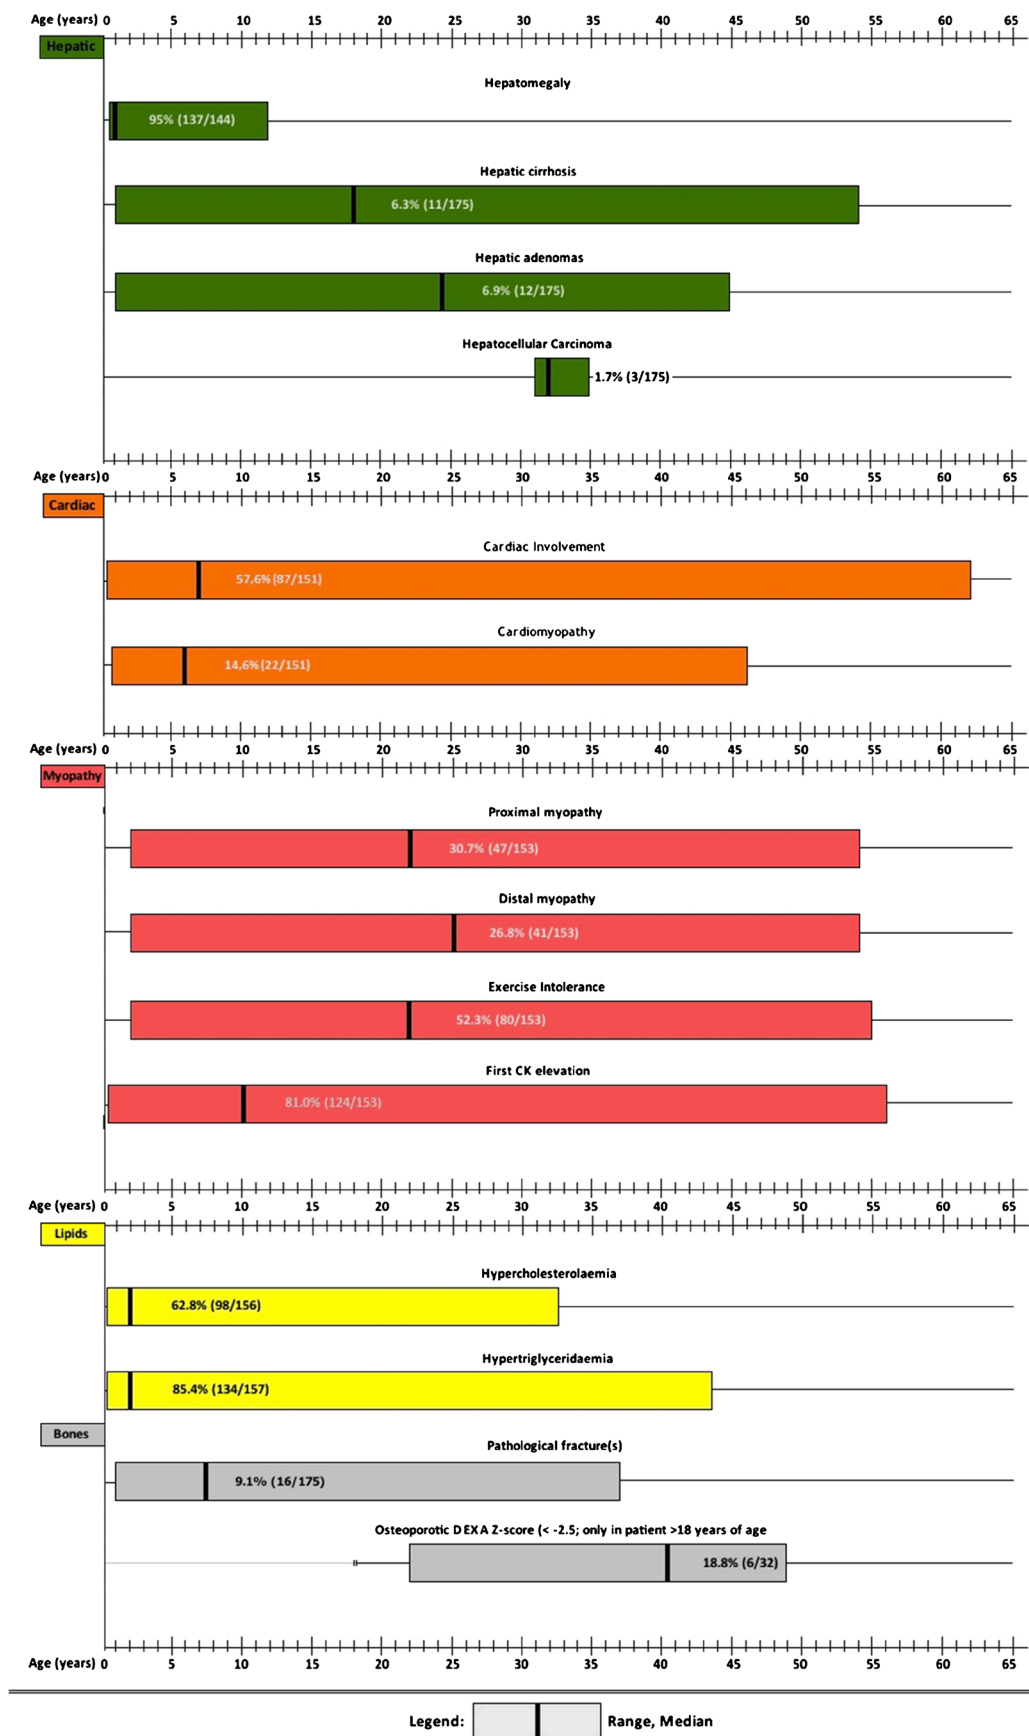 Age (years) 0 5 10 15 20 25 30 35 40 45 50 55 60 65
Hepatic
Hepatomegaly
95% (137/144)
Hepatic cirrhosis
6.3% (11/175)
Hepatic adenomas
6.9% (12/175)
Hepatocellular Carcinoma
1.7% (3/175)
Age (years) 0 5 10 15 20 25 30 35 40 45 50 55 60 65
Cardiac
Cardiac Involvement
57,6% (87/151)
Cardiomyopathy
14,6% (22/151)
Age (years) 0 5 10 15 20 25 30 35 40 45 50 55 60 65
Myopathy
Proximal myopathy
30.7% (47/153)
Distal myopathy
26.8% (41/153)
Exercise Intolerance
52.3% (80/153)
First CK elevation
81.0% (124/153)
Age (years) 0 5 10 15 20 25 30 35 40 45 50 55 60 65
Lipids
Hypercholesterolaemia
62.8% (98/156)
Hypertriglyceridaemia
85.4% (134/157)
Bones
Pathological fracture(s)
9.1% (16/175)
Osteoporotic DEXA Z-score (< -2.5; only in patient >18 years of age
18.8% (6/32)
Age (years) 0 5 10 15 20 25 30 35 40 45 50 55 60 65
Legend: Range, Median